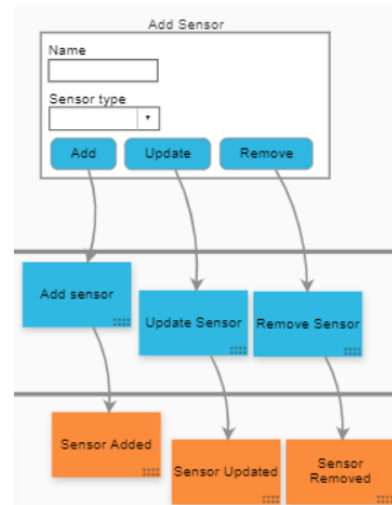 Add Sensor
Name
Sensor type
Add
Update
Remove
Add sensor
Update Sensor
Remove Sensor
Sensor Added
Sensor Updated
Sensor
Removed